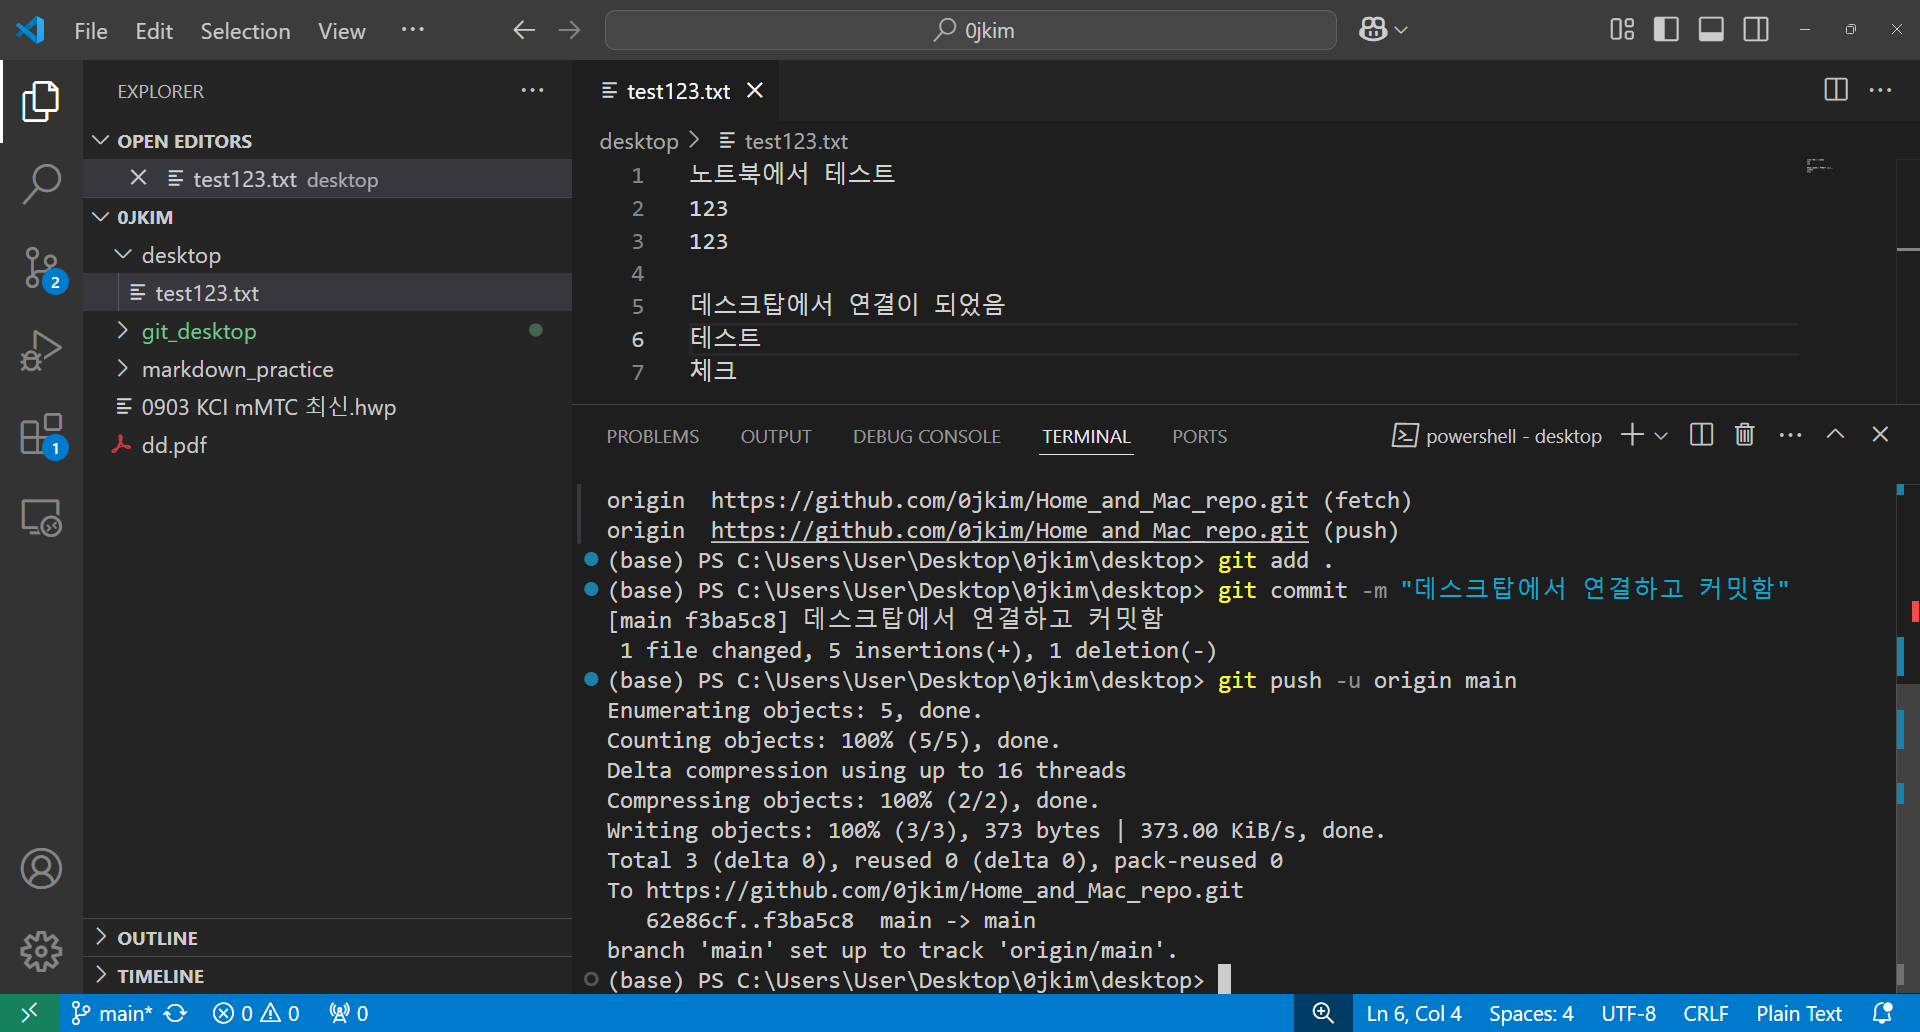 File Edit Selection View ··· 0jkim
EXPLORER ···
OPEN EDITORS
test123.txt desktop
0JKIM
desktop
test123.txt
git_desktop
markdown_practice
0903 KCI mMTC 최신.hwp
dd.pdf
OUTLINE
TIMELINE
2
1
test123.txt
desktop > test123.txt
1 노트북에서 테스트
2 123
3 123
4
5 데스크탑에서 연결이 되었음
6 테스트
7 체크
PROBLEMS OUTPUT DEBUG CONSOLE TERMINAL PORTS powershell - desktop
origin https://github.com/0jkim/Home_and_Mac_repo.git (fetch)
origin https://github.com/0jkim/Home_and_Mac_repo.git (push)
(base) PS C:\Users\User\Desktop\0jkim\desktop> git add .
(base) PS C:\Users\User\Desktop\0jkim\desktop> git commit -m "데스크탑에서 연결하고 커밋함"
[main f3ba5c8] 데스크탑에서 연결하고 커밋함
1 file changed, 5 insertions(+), 1 deletion(-)
(base) PS C:\Users\User\Desktop\0jkim\desktop> git push -u origin main
Enumerating objects: 5, done.
Counting objects: 100% (5/5), done.
Delta compression using up to 16 threads
Compressing objects: 100% (2/2), done.
Writing objects: 100% (3/3), 373 bytes | 373.00 KiB/s, done.
Total 3 (delta 0), reused 0 (delta 0), pack-reused 0
To https://github.com/0jkim/Home_and_Mac_repo.git
62e86cf..f3ba5c8 main -> main
branch 'main' set up to track 'origin/main'.
(base) PS C:\Users\User\Desktop\0jkim\desktop>
main* 0 0 0 Ln 6, Col 4 Spaces: 4 UTF-8 CRLF Plain Text